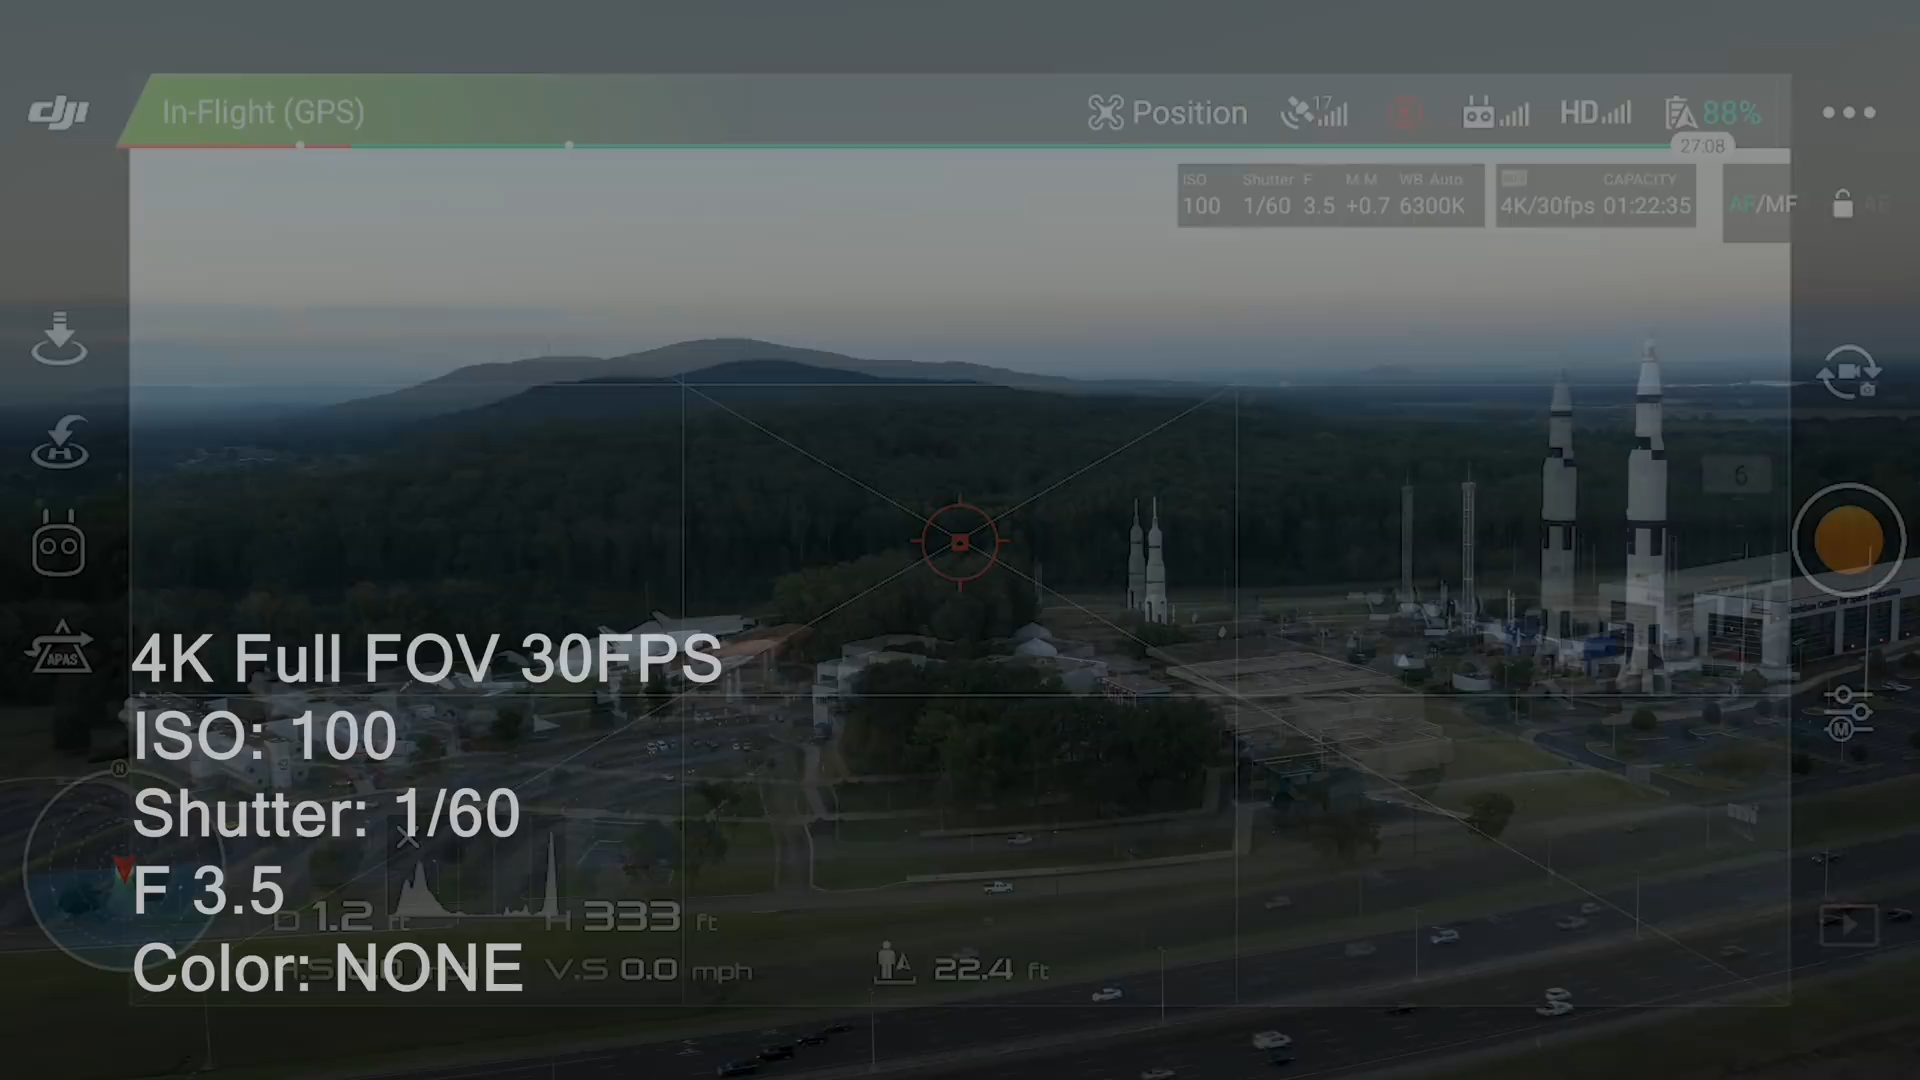 dji
In-Flight (GPS)
Position
17
HD
88%
27:08
ISO Shutter F M.M WB Auto
100 1/60 3.5 +0.7 6300K
CAPACITY
4K/30fps 01:22:35
AF/MF
AE
6
APAS
4K Full FOV 30FPS
ISO: 100
Shutter: 1/60
F 3.5
Color: NONE
N
H
M
D 1.2 ft
H 333 ft
V.S 0.0 mph
22.4 ft